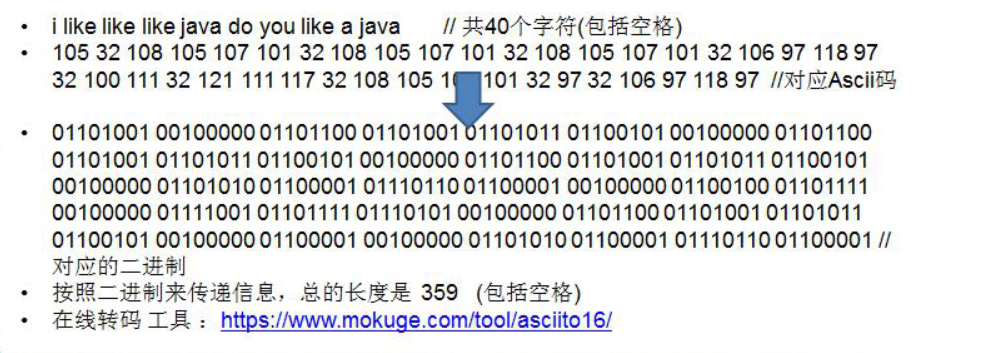 • i like like like java do you like a java // 共40个字符(包括空格)
• 105 32 108 105 107 101 32 108 105 107 101 32 108 105 107 101 32 106 97 118 97
32 100 111 32 121 111 117 32 108 105 101 32 97 32 106 97 118 97 //对应Ascii码
• 01101001 00100000 01101100 01101001 01101011 01100101 00100000 01101100
01101001 01101011 01100101 00100000 01101100 01101001 01101011 01100101
00100000 01101010 01100001 01110110 01100001 00100000 01100100 01101111
00100000 01111001 01101111 01110101 00100000 01101100 01101001 01101011
01100101 00100000 01100001 00100000 01101010 01100001 01110110 01100001 //
对应的二进制
• 按照二进制来传递信息，总的长度是 359 (包括空格)
• 在线转码 工具 ：https://www.mokuge.com/tool/asciito16/